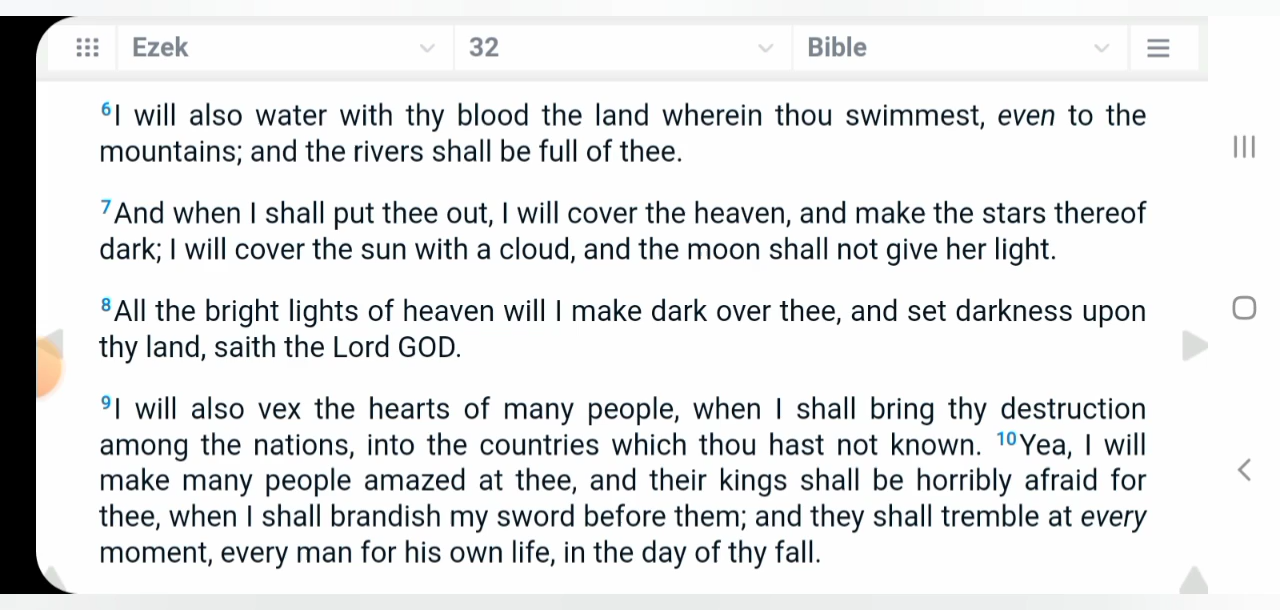 Ezek 32 Bible
6I will also water with thy blood the land wherein thou swimmest, even to the
mountains; and the rivers shall be full of thee.
7And when I shall put thee out, I will cover the heaven, and make the stars thereof
dark; I will cover the sun with a cloud, and the moon shall not give her light.
8All the bright lights of heaven will I make dark over thee, and set darkness upon
thy land, saith the Lord GOD.
9I will also vex the hearts of many people, when I shall bring thy destruction
among the nations, into the countries which thou hast not known. 10Yea, I will
make many people amazed at thee, and their kings shall be horribly afraid for
thee, when I shall brandish my sword before them; and they shall tremble at every
moment, every man for his own life, in the day of thy fall.